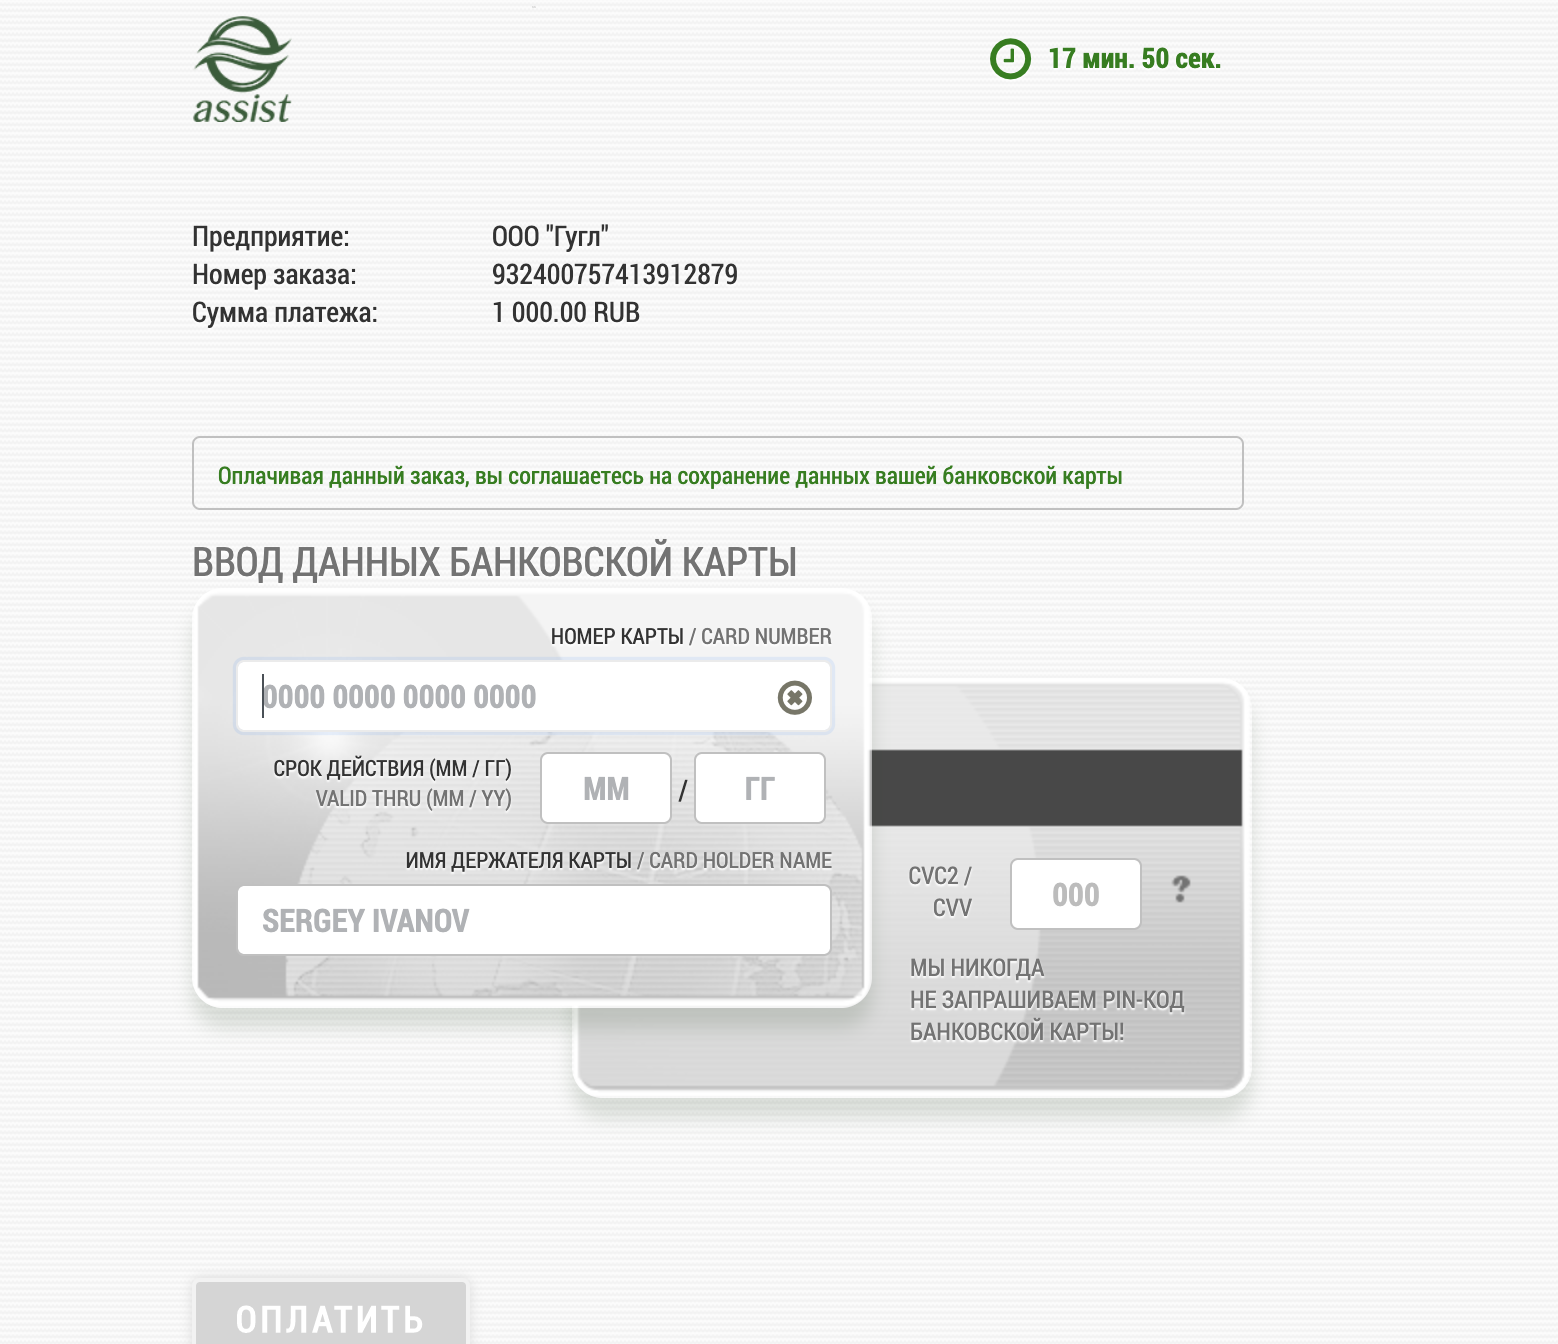 assist
17 мин. 50 сек.
Предприятие: ООО "Гугл"
Номер заказа: 932400757413912879
Сумма платежа: 1 000.00 RUB
Оплачивая данный заказ, вы соглашаетесь на сохранение данных вашей банковской карты
ВВОД ДАННЫХ БАНКОВСКОЙ КАРТЫ
НОМЕР КАРТЫ / CARD NUMBER
0000 0000 0000 0000
СРОК ДЕЙСТВИЯ (ММ / ГГ)
VALID THRU (MM / YY)
ММ / ГГ
ИМЯ ДЕРЖАТЕЛЯ КАРТЫ / CARD HOLDER NAME
SERGEY IVANOV
CVC2 /
CVV
000
?
МЫ НИКОГДА
НЕ ЗАПРАШИВАЕМ PIN-КОД
БАНКОВСКОЙ КАРТЫ!
ОПЛАТИТЬ